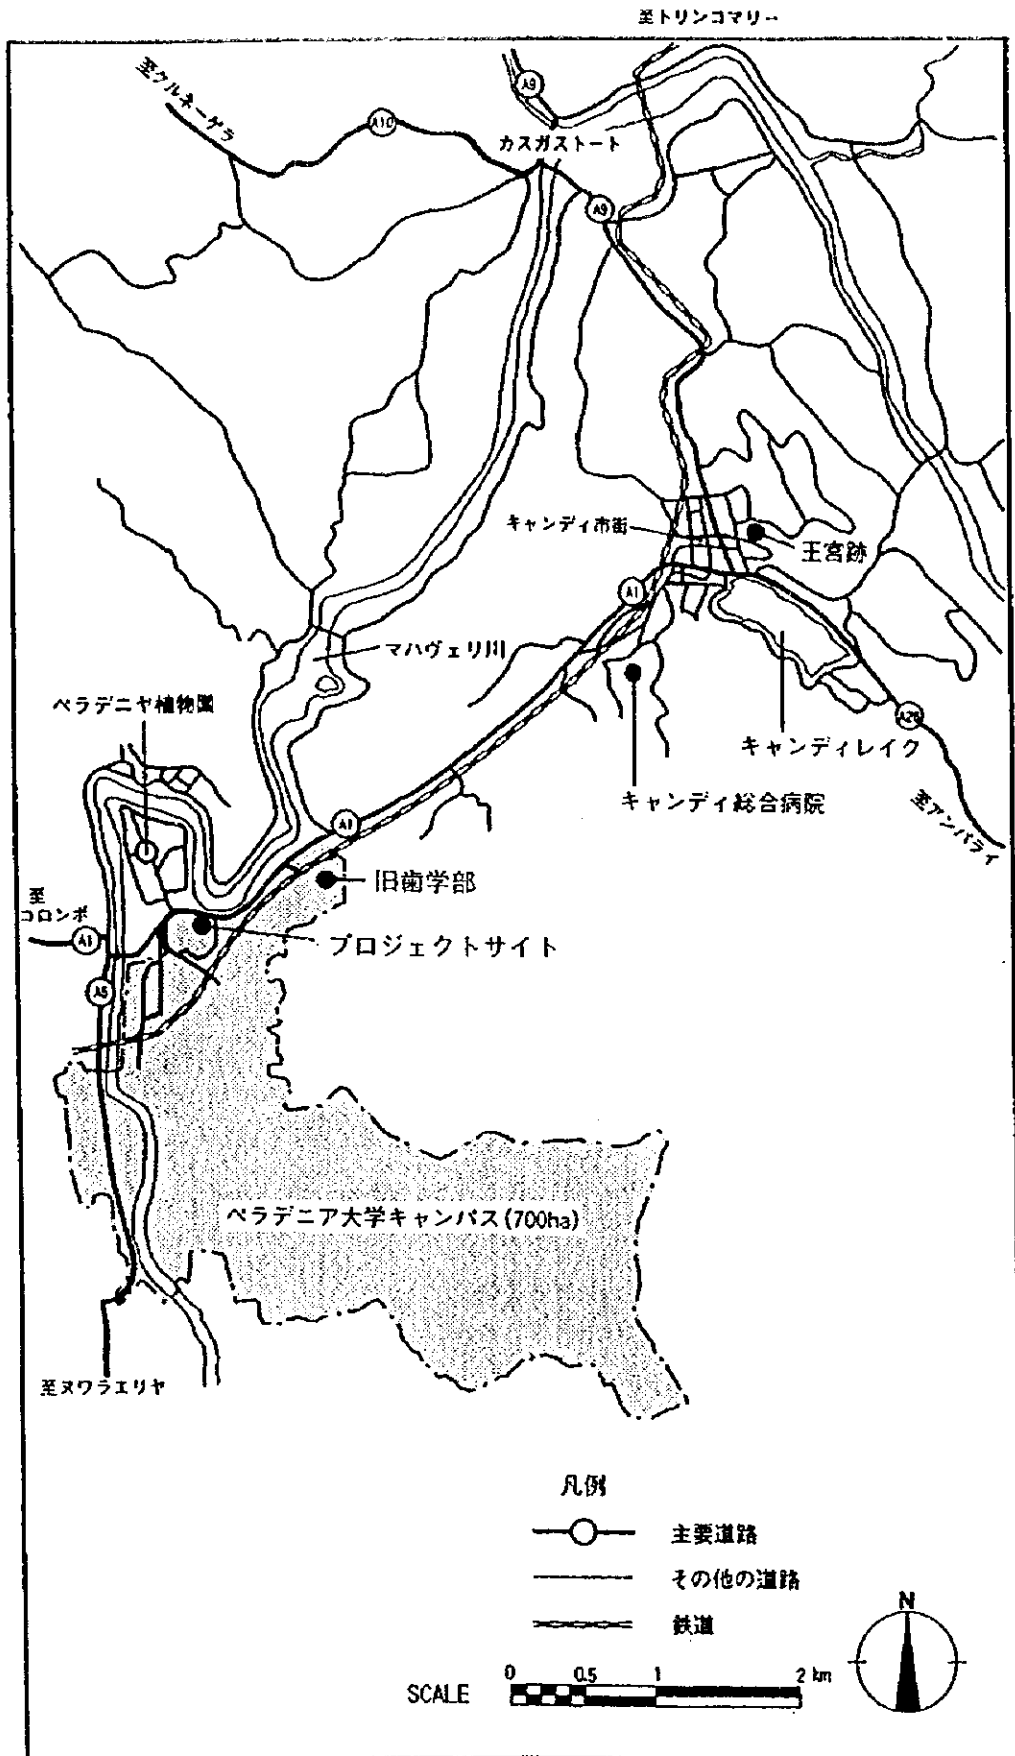 至トリンコマリー
至クルネーゲラ
A9
A10
カスガストート
A9
キャンディ市街
王宮跡
A1
マハヴェリ川
ペラデニヤ植物園
A26
キャンディレイク
キャンディ総合病院
至アンパライ
A1
旧歯学部
至
コロンボ
A1
プロジェクトサイト
A5
ペラデニア大学キャンパス(700ha)
至ヌワラエリヤ
凡例
主要道路
その他の道路
鉄道
N
0 0.5 1 2 km
SCALE